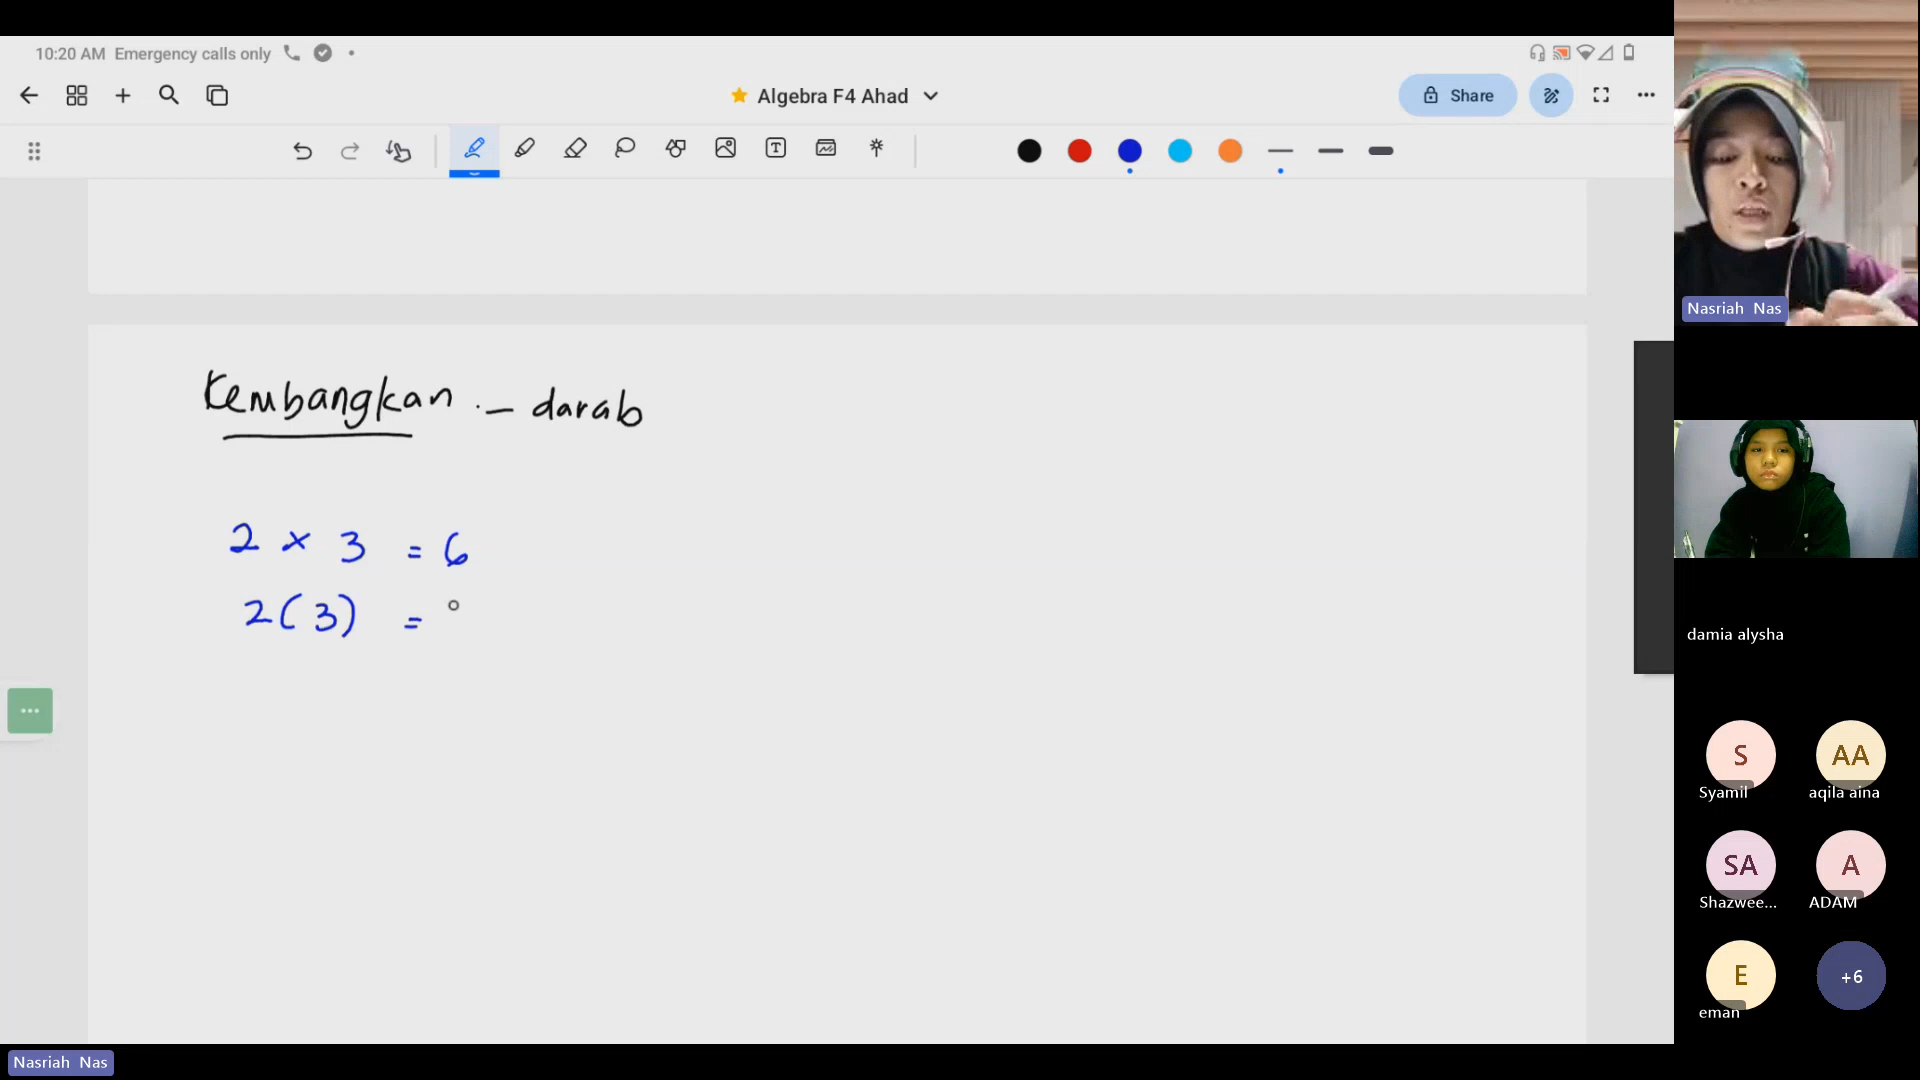 10:20 AM Emergency calls only
Algebra F4 Ahad
Share
Kembangkan - darab
2 × 3 = 6
2(3) =
Nasriah Nas
damia alysha
S
Syamil
AA
aqila aina
SA
Shazwee...
A
ADAM
E
eman
+6
Nasriah Nas